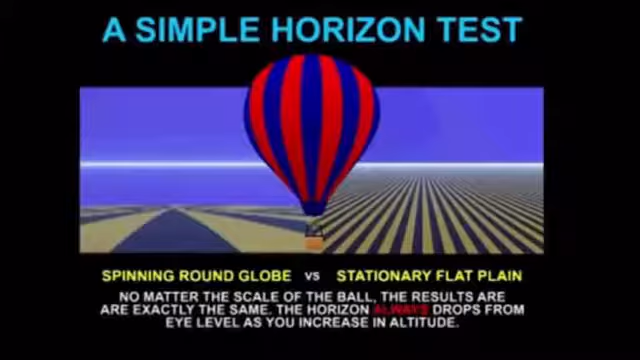 A SIMPLE HORIZON TEST
SPINNING ROUND GLOBE vs STATIONARY FLAT PLAIN
NO MATTER THE SCALE OF THE BALL, THE RESULTS ARE
ARE EXACTLY THE SAME. THE HORIZON ALWAYS DROPS FROM
EYE LEVEL AS YOU INCREASE IN ALTITUDE.